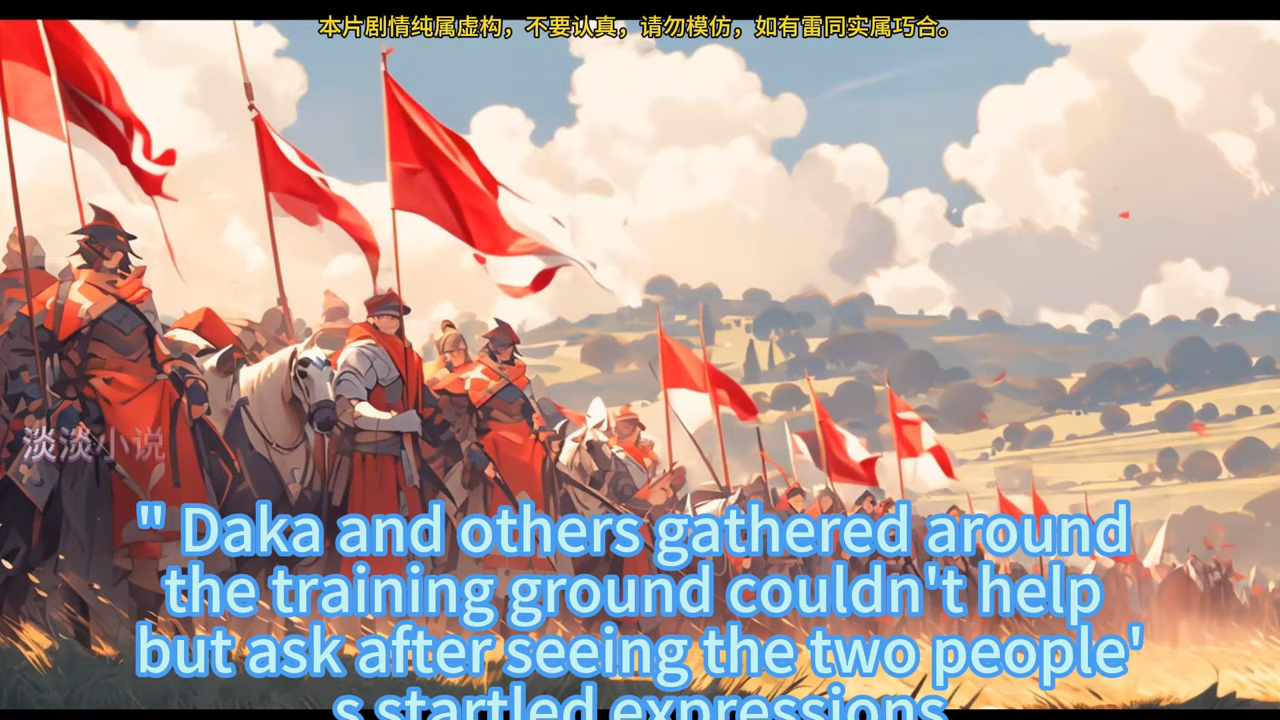 本片剧情纯属虚构，不要认真，请勿模仿，如有雷同实属巧合。
淡淡小说
" Daka and others gathered around
the training ground couldn't help
but ask after seeing the two people'
s startled expressions